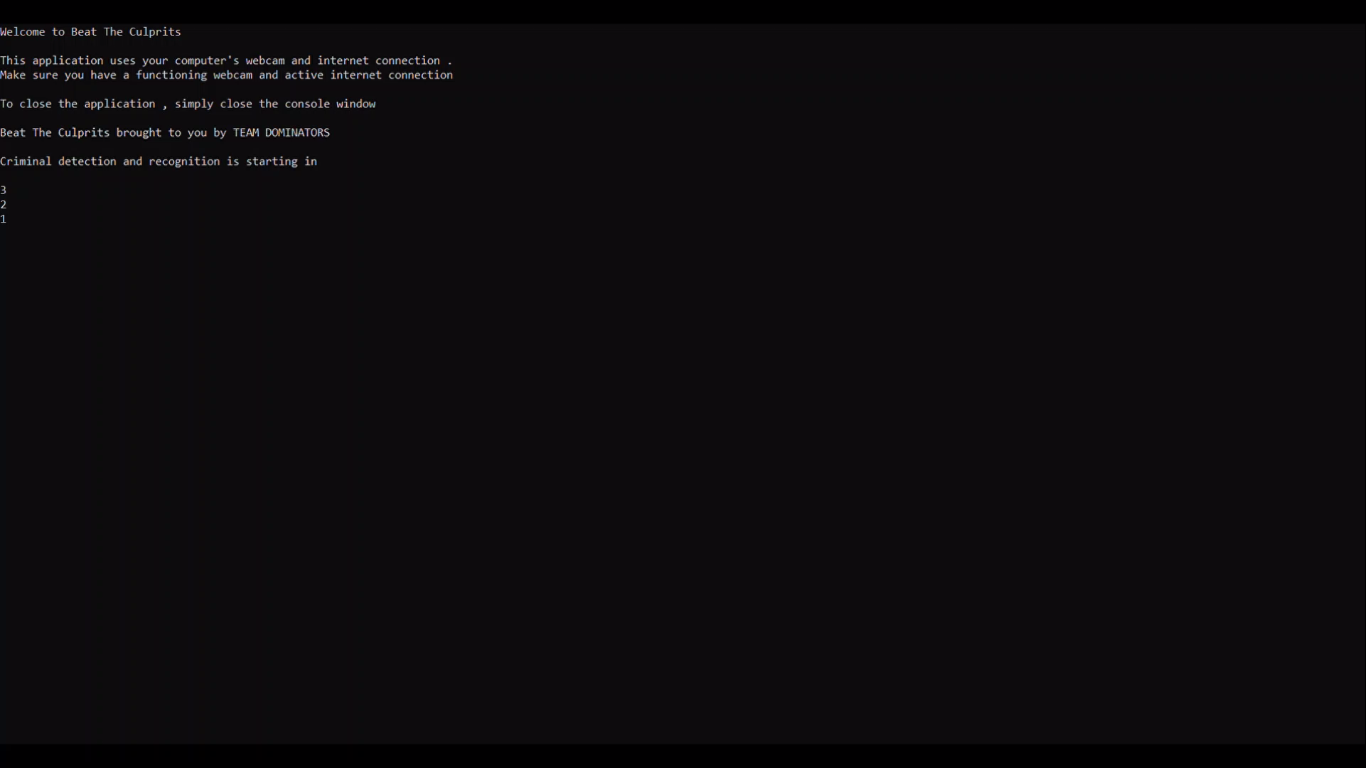 Welcome to Beat The Culprits
This application uses your computer's webcam and internet connection .
Make sure you have a functioning webcam and active internet connection
To close the application , simply close the console window
Beat The Culprits brought to you by TEAM DOMINATORS
Criminal detection and recognition is starting in
3
2
1